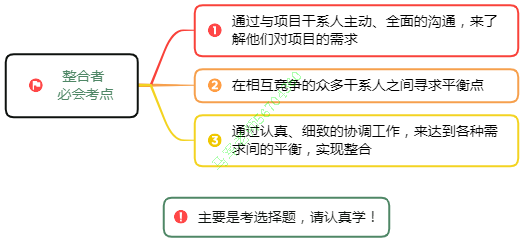 整合者
必会考点
1 通过与项目干系人主动、全面的沟通，来了
解他们对项目的需求
2 在相互竞争的众多干系人之间寻求平衡点
3 通过认真、细致的协调工作，来达到各种需
求间的平衡，实现整合
! 主要是考选择题，请认真学！